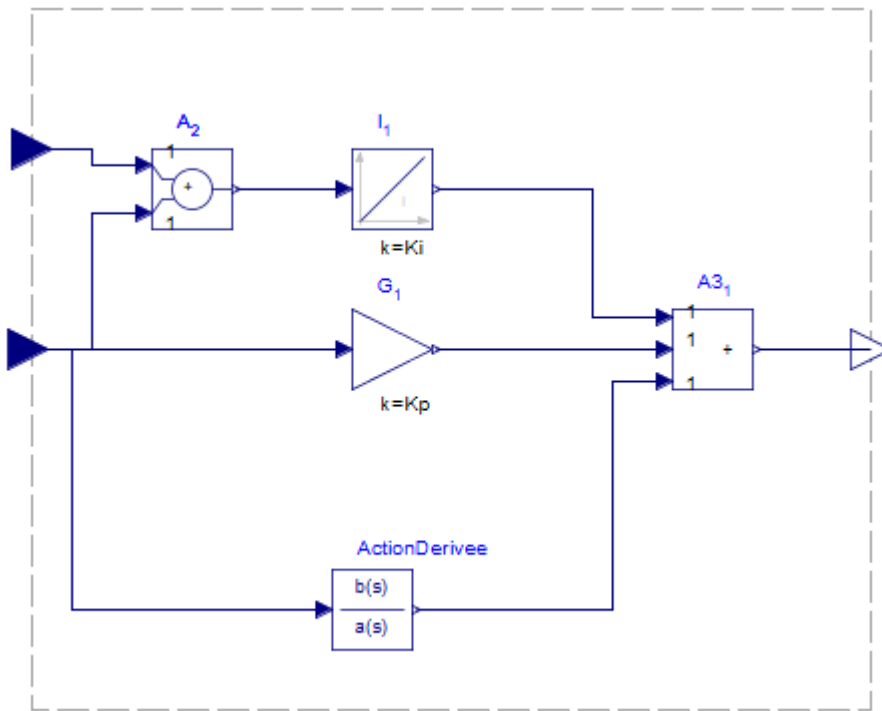 A2
I1
1
+
1
k=Ki
G1
A31
1
1
+
1
k=Kp
ActionDerivee
b(s)
a(s)